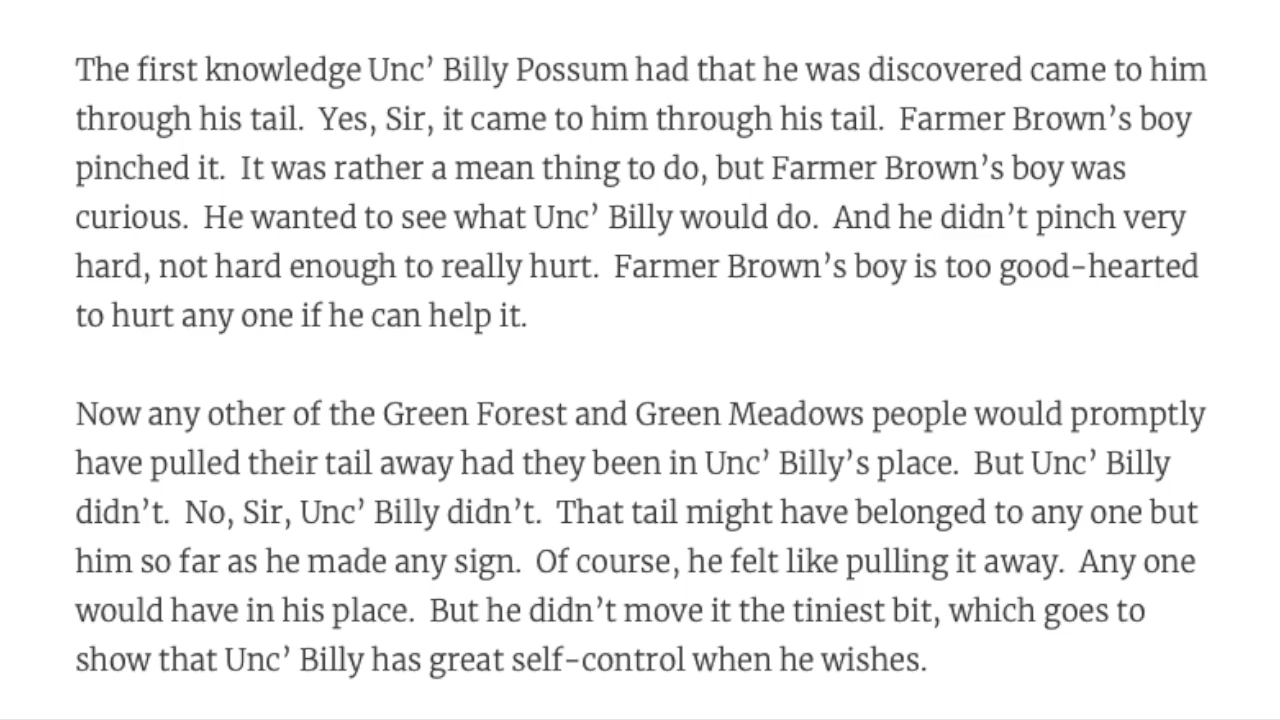 The first knowledge Unc’ Billy Possum had that he was discovered came to him
through his tail.  Yes, Sir, it came to him through his tail.  Farmer Brown’s boy
pinched it.  It was rather a mean thing to do, but Farmer Brown’s boy was
curious.  He wanted to see what Unc’ Billy would do.  And he didn’t pinch very
hard, not hard enough to really hurt.  Farmer Brown’s boy is too good-hearted
to hurt any one if he can help it.
Now any other of the Green Forest and Green Meadows people would promptly
have pulled their tail away had they been in Unc’ Billy’s place.  But Unc’ Billy
didn’t.  No, Sir, Unc’ Billy didn’t.  That tail might have belonged to any one but
him so far as he made any sign.  Of course, he felt like pulling it away.  Any one
would have in his place.  But he didn’t move it the tiniest bit, which goes to
show that Unc’ Billy has great self-control when he wishes.